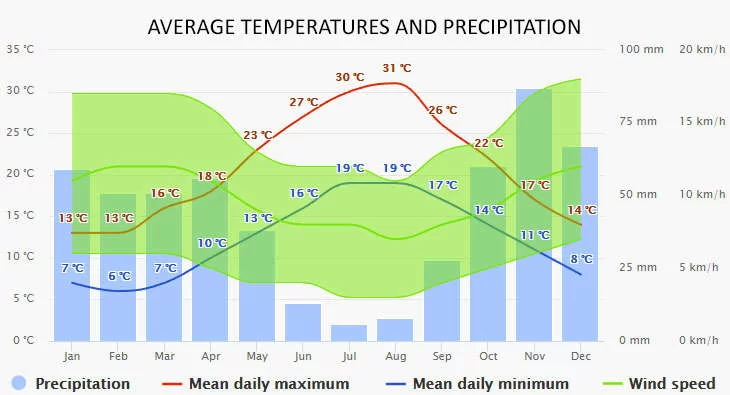 AVERAGE TEMPERATURES AND PRECIPITATION
35 °C 100 mm 20 km/h
31 °C
30 °C
30 °C
27 °C
26 °C
25 °C 75 mm 15 km/h
23 °C
22 °C
20 °C
19 °C 19 °C
18 °C
17 °C 17 °C
16 °C 16 °C
15 °C 50 mm 10 km/h
14 °C 14 °C
13 °C 13 °C 13 °C
11 °C
10 °C 10 °C
8 °C
7 °C 6 °C 7 °C
5 °C 25 mm 5 km/h
0 °C 0 mm 0 km/h
Jan Feb Mar Apr May Jun Jul Aug Sep Oct Nov Dec
Precipitation Mean daily maximum Mean daily minimum Wind speed